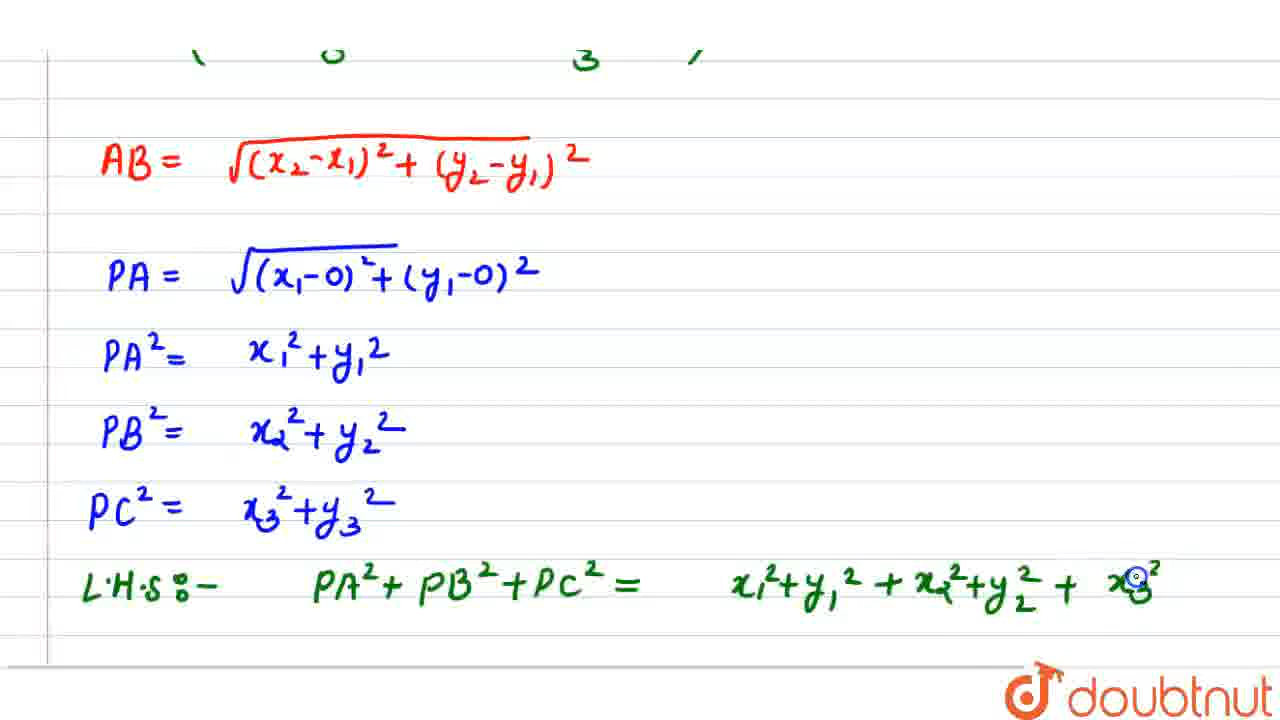 AB = √(x₂-x₁)² + (y₂-y₁)²
PA = √(x₁-0)² + (y₁-0)²
PA² = x₁² + y₁²
PB² = x₂² + y₂²
PC² = x₃² + y₃²
L.H.S :- PA² + PB² + PC² = x₁² + y₁² + x₂² + y₂² + x₃²
doubtnut